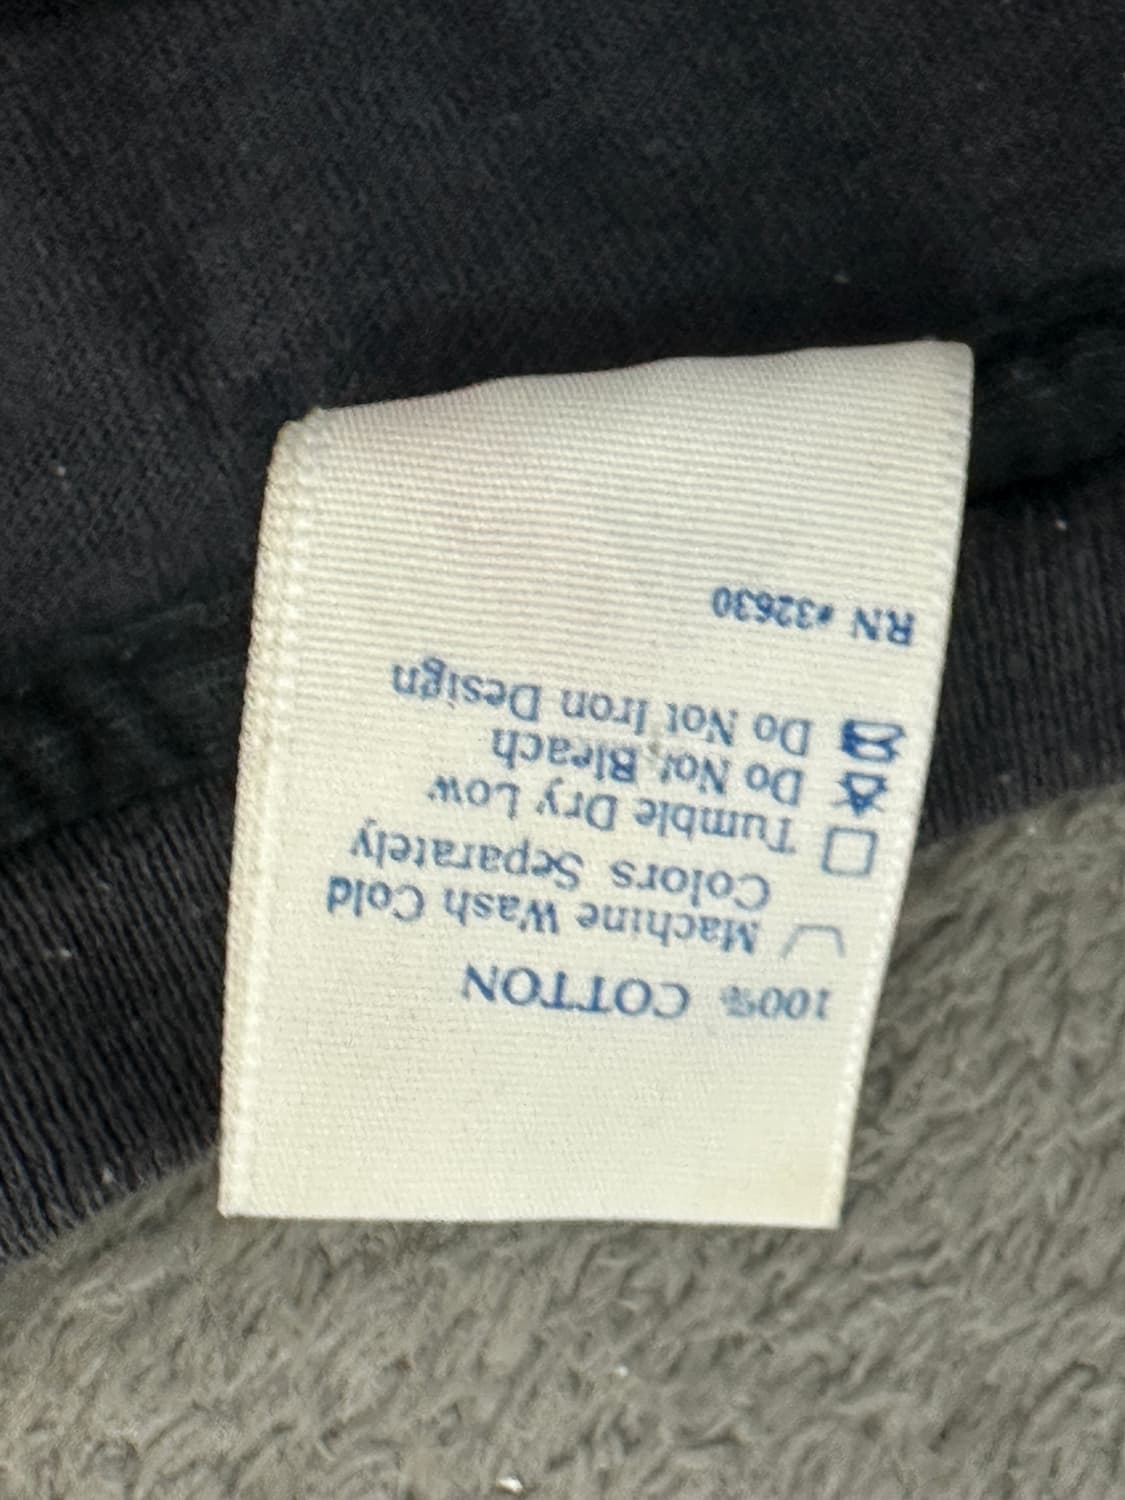 100% COTTON
Machine Wash Cold
Colors Separately
Tumble Dry Low
Do Not Bleach
Do Not Iron Design
RN #32630